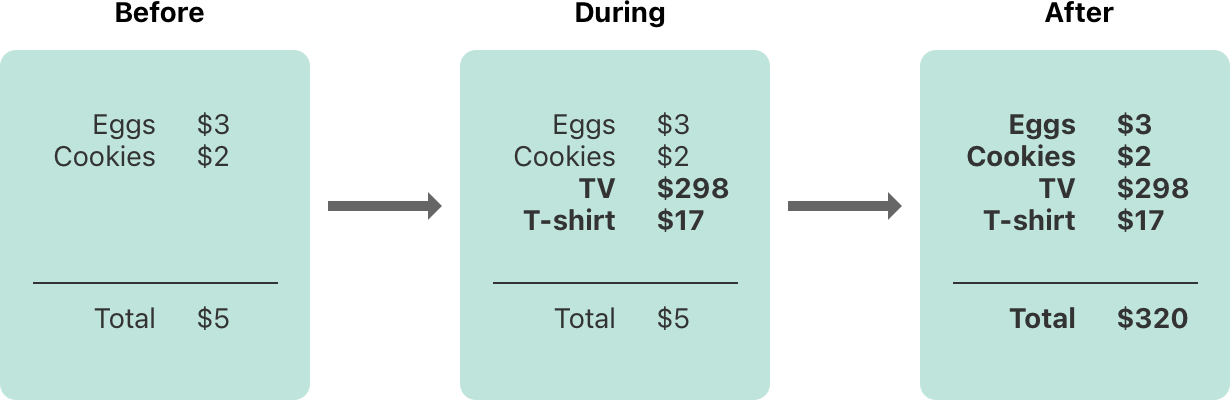 Before
Eggs $3
Cookies $2
Total $5
During
Eggs $3
Cookies $2
TV $298
T-shirt $17
Total $5
After
Eggs $3
Cookies $2
TV $298
T-shirt $17
Total $320